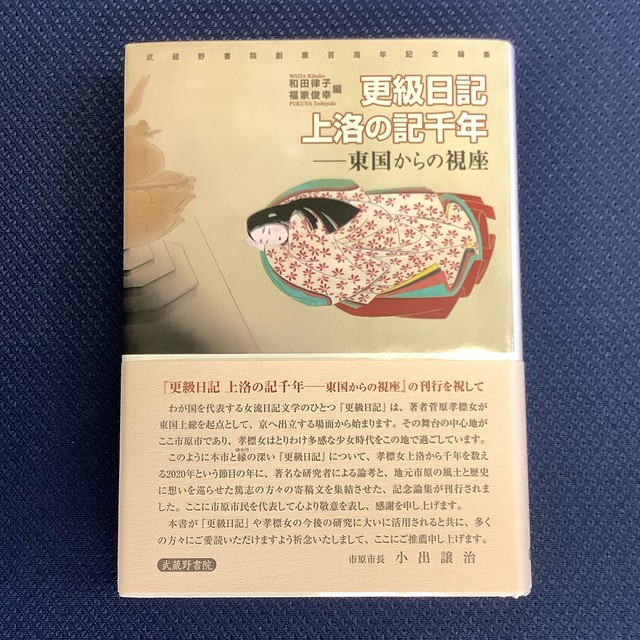 武蔵野書院創業百周年記念論集
WADA Ritsuko
和田律子
福家俊幸 編
FUKUYA Toshiyuki
更級日記
上洛の記千年
──東国からの視座
『更級日記 上洛の記千年──東国からの視座』の刊行を祝して
わが国を代表する女流日記文学のひとつ『更級日記』は、著者菅原孝標女が
東国上総を起点として、京へ出立する場面から始まります。その舞台の中心地が
ここ市原市であり、孝標女はとりわけ多感な少女時代をこの地で過ごしています。
ゆかり
このように本市と縁の深い『更級日記』について、孝標女上洛から千年を数え
る2020年という節目の年に、著名な研究者による論考と、地元市原の風土と歴史
に想いを巡らせた篤志の方々の寄稿文を集結させた、記念論集が刊行されま
した。ここに市原市民を代表して心より敬意を表し、感謝を申し上げます。
本書が『更級日記』や孝標女の今後の研究に大いに活用されると共に、多く
の方々にご愛読いただけますよう祈念いたしまして、ここにご推薦申し上げます。
武蔵野書院
市原市長 小出譲治